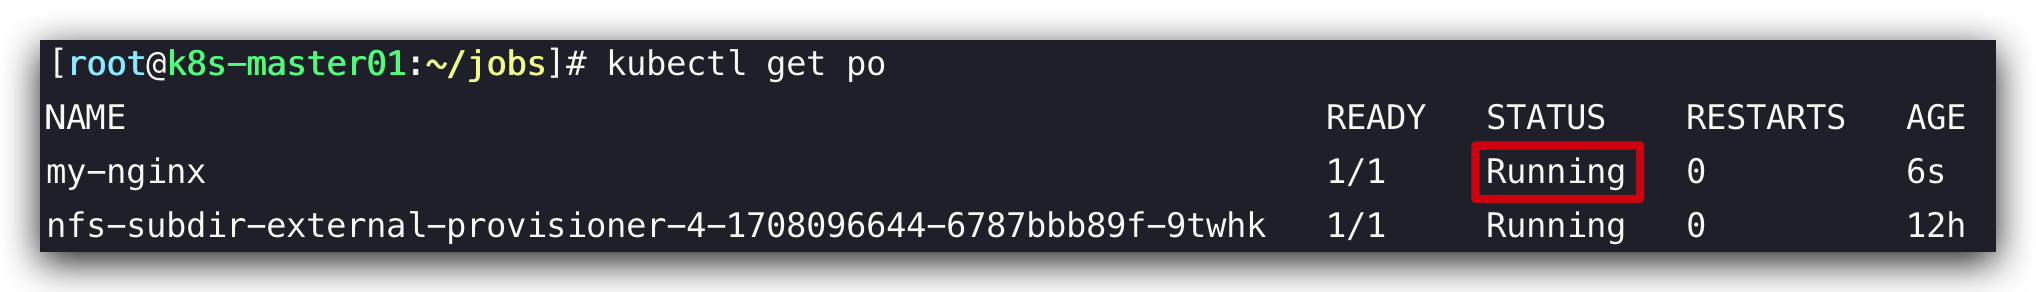 [root@k8s-master01:~/jobs]# kubectl get po
NAME READY STATUS RESTARTS AGE
my-nginx 1/1 Running 0 6s
nfs-subdir-external-provisioner-4-1708096644-6787bbb89f-9twhk 1/1 Running 0 12h